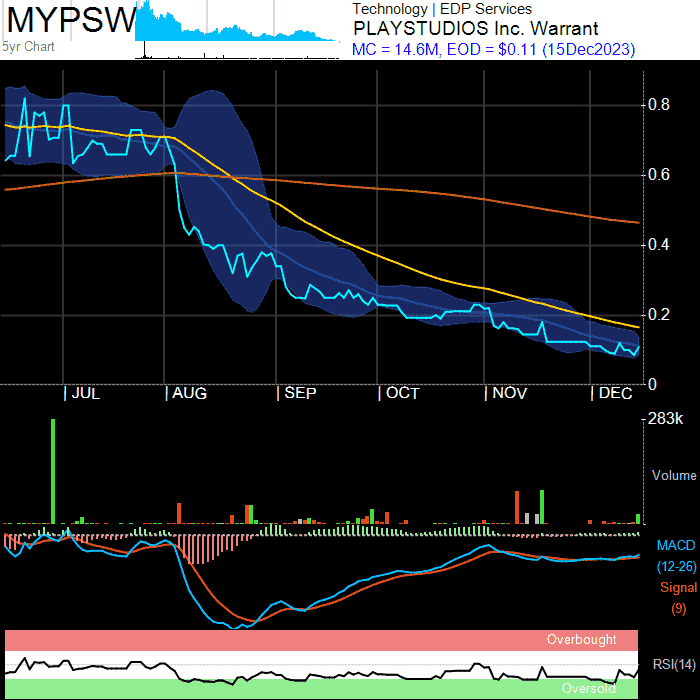 MYPSW
5yr Chart
Technology | EDP Services
PLAYSTUDIOS Inc. Warrant
MC = 14.6M, EOD = $0.11 (15Dec2023)
0.8
0.6
0.4
0.2
0
| JUL | AUG | SEP | OCT | NOV | DEC
283k
Volume
MACD
(12-26)
Signal
(9)
Overbought
RSI(14)
Oversold